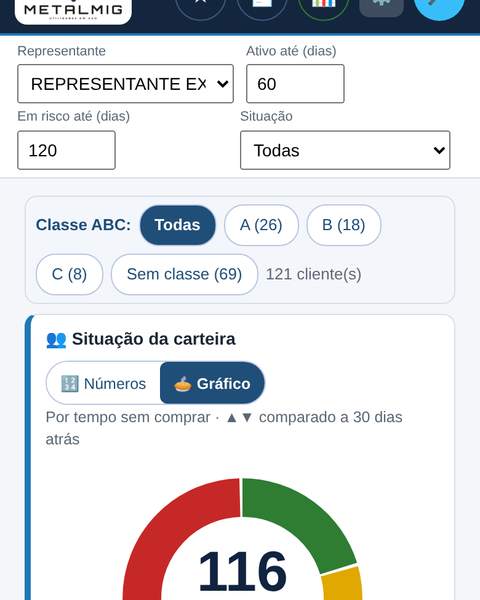 METALMIG
Representante
Ativo até (dias)
REPRESENTANTE EX
60
Em risco até (dias)
Situação
120
Todas
Classe ABC:
Todas
A (26)
B (18)
C (8)
Sem classe (69)
121 cliente(s)
Situação da carteira
Números
Gráfico
Por tempo sem comprar · ▲▼ comparado a 30 dias
atrás
116